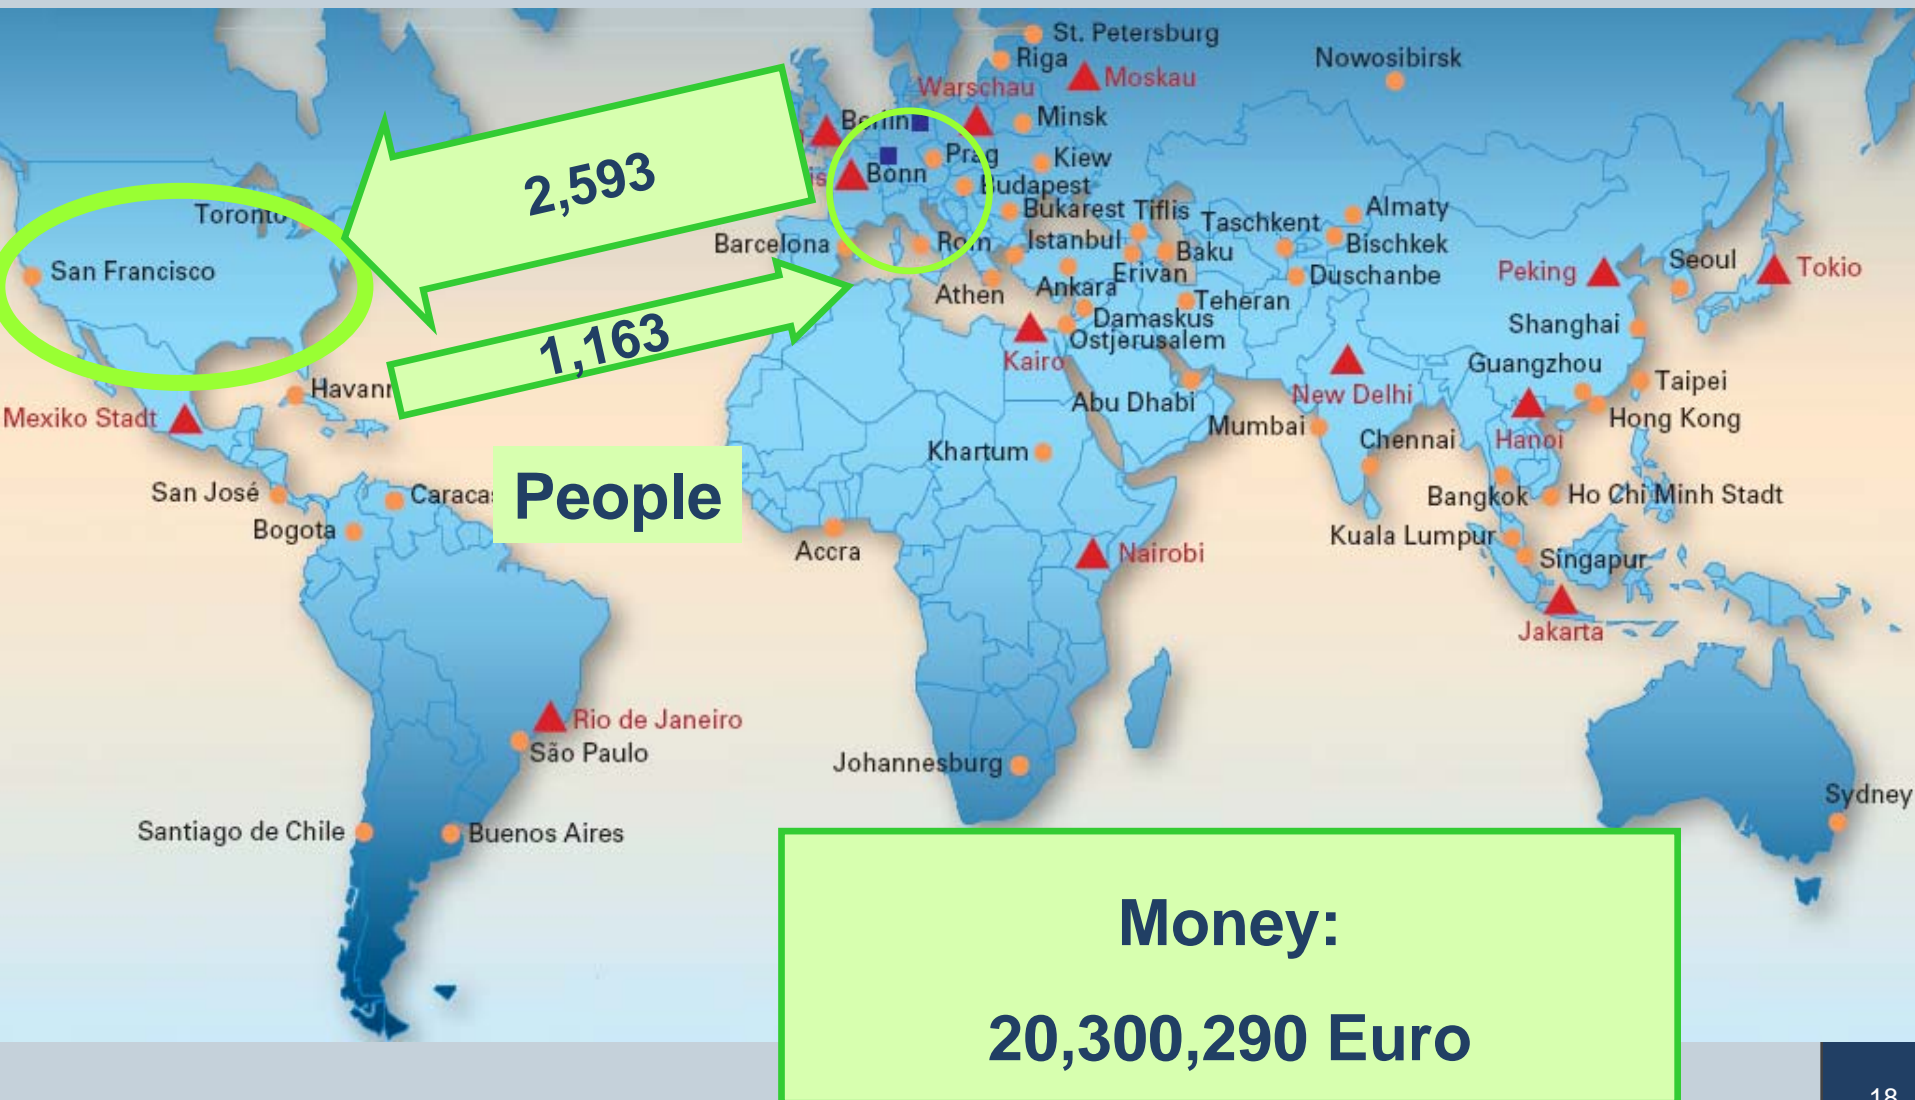 St. Petersburg
Riga
Nowosibirsk
Warschau
Moskau
Berlin
Minsk
2,593
Prag
Kiew
Bonn
Budapest
Toronto
Bukarest
Tiflis
Taschkent
Almaty
Barcelona
Rom
Istanbul
Baku
Bischkek
San Francisco
Erivan
Duschanbe
Peking
Seoul
Tokio
Athen
Ankara
Teheran
Damaskus
Ostjerusalem
Shanghai
1,163
Kairo
Guangzhou
New Delhi
Taipei
Mexiko Stadt
Abu Dhabi
Mumbai
Hong Kong
Chennai
Hanoi
Khartum
San José
People
Bangkok
Ho Chi Minh Stadt
Bogota
Accra
Kuala Lumpur
Nairobi
Singapur
Jakarta
Rio de Janeiro
São Paulo
Johannesburg
Sydney
Santiago de Chile
Buenos Aires
Money:
20,300,290 Euro
18